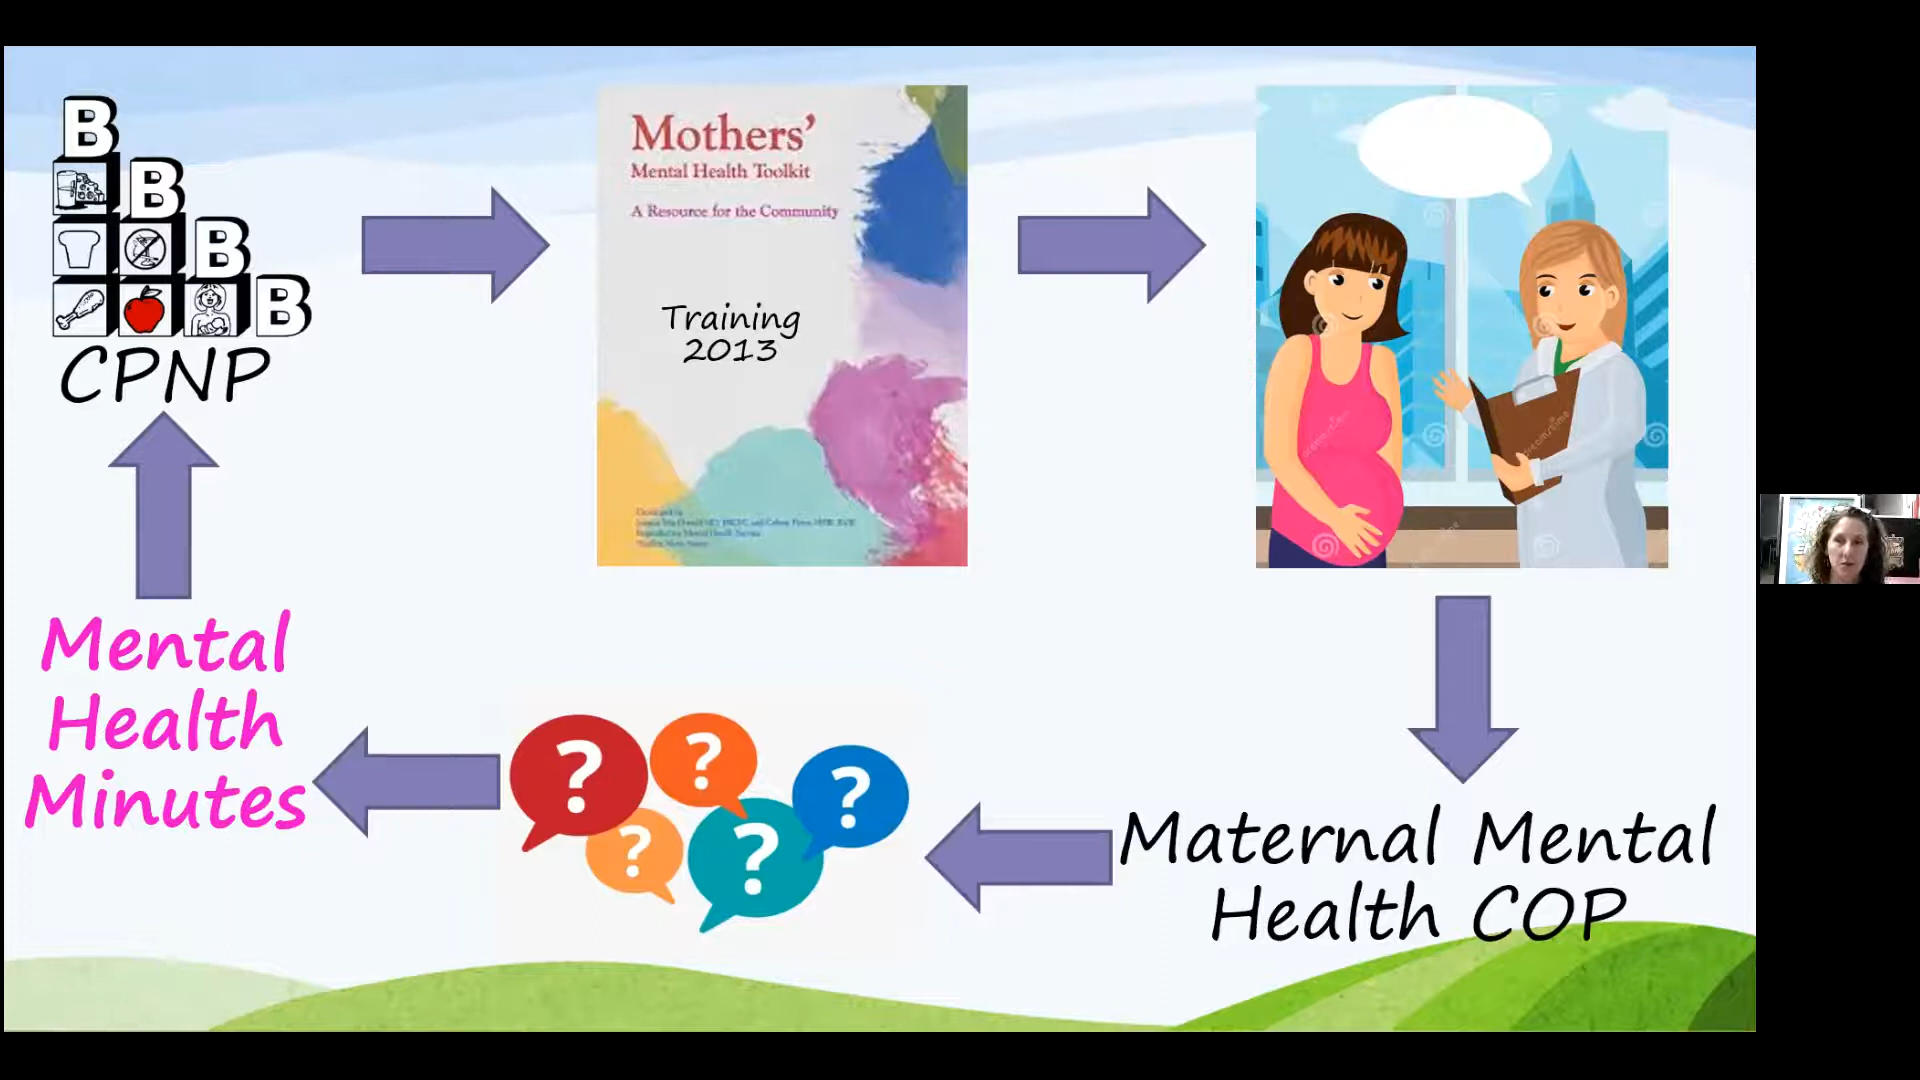 B
B
B
B
CPNP
Mothers'
Mental Health Toolkit
A Resource for the Community
Training
2013
Maternal Mental
Health COP
?
?
?
?
?
Mental
Health
Minutes